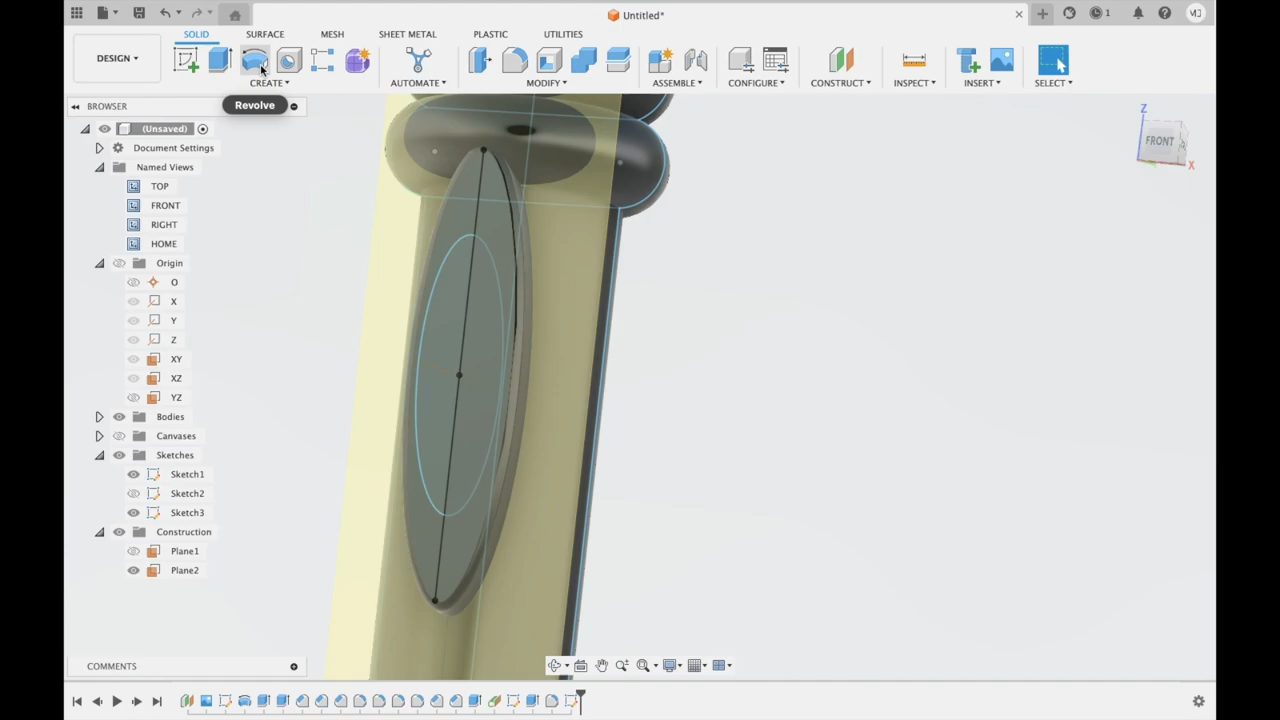 Untitled*
1
MJ
DESIGN
SOLID
SURFACE
MESH
SHEET METAL
PLASTIC
UTILITIES
CREATE
AUTOMATE
MODIFY
ASSEMBLE
CONFIGURE
CONSTRUCT
INSPECT
INSERT
SELECT
BROWSER
Revolve
(Unsaved)
Document Settings
Named Views
TOP
FRONT
RIGHT
HOME
Origin
O
X
Y
Z
XY
XZ
YZ
Bodies
Canvases
Sketches
Sketch1
Sketch2
Sketch3
Construction
Plane1
Plane2
Z
FRONT
X
COMMENTS